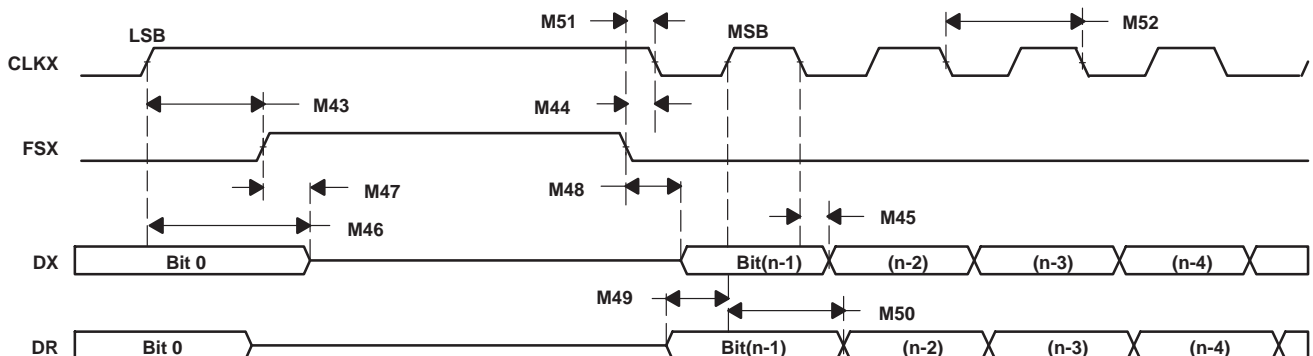 M51 M52
LSB MSB
CLKX
M43 M44
FSX
M47 M48
M46 M45
DX Bit 0 Bit(n-1) (n-2) (n-3) (n-4)
M49 M50
DR Bit 0 Bit(n-1) (n-2) (n-3) (n-4)